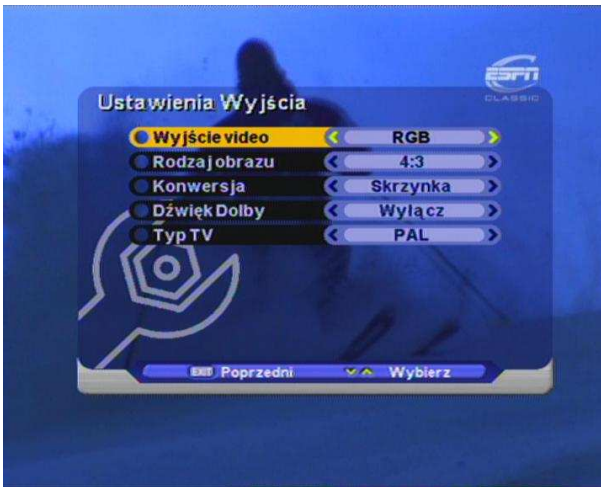 ESPN
CLASSIC
Ustawienia Wyjścia
Wyjście video RGB
Rodzaj obrazu 4:3
Konwersja Skrzynka
Dźwięk Dolby Wyłącz
Typ TV PAL
EXIT Poprzedni Wybierz